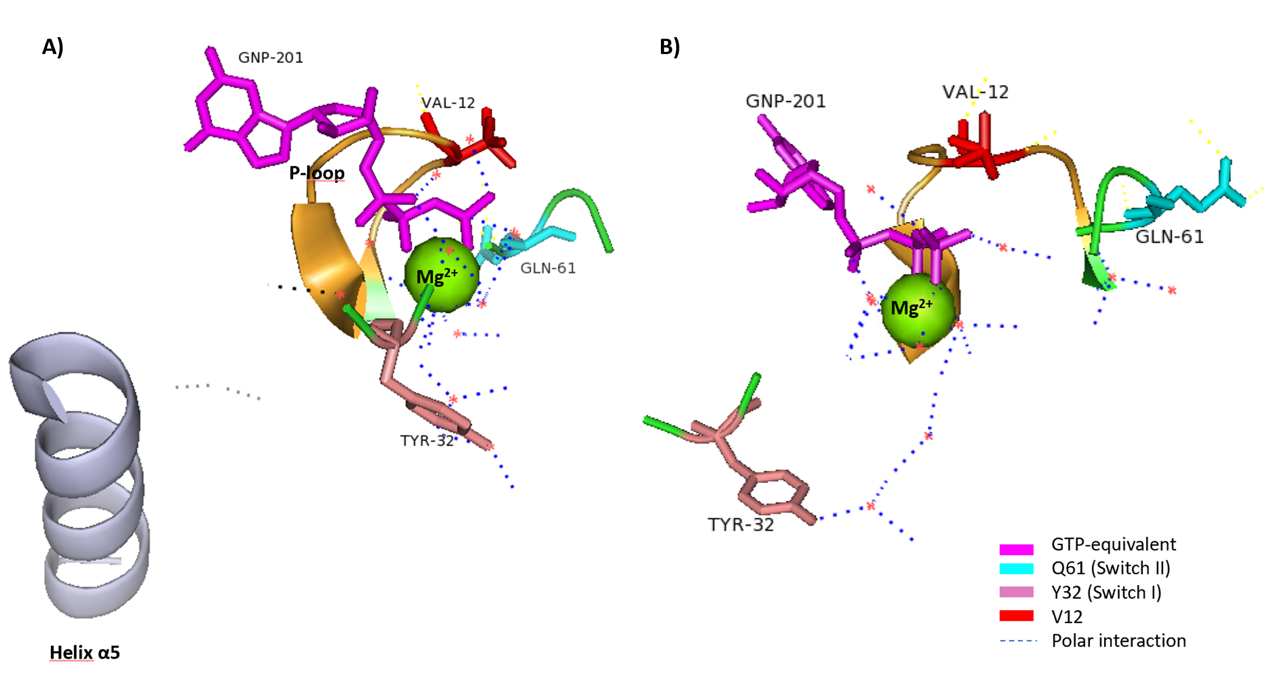 A)
GNP-201
VAL-12
P-loop
Mg²⁺
GLN-61
TYR-32
Helix α5
B)
GNP-201
VAL-12
GLN-61
Mg²⁺
TYR-32
GTP-equivalent
Q61 (Switch II)
Y32 (Switch I)
V12
Polar interaction